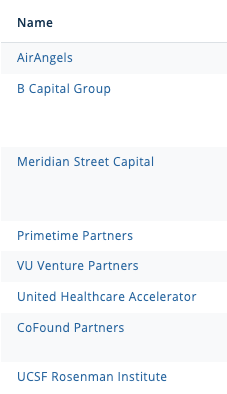 Name
AirAngels
B Capital Group
Meridian Street Capital
Primetime Partners
VU Venture Partners
United Healthcare Accelerator
CoFound Partners
UCSF Rosenman Institute